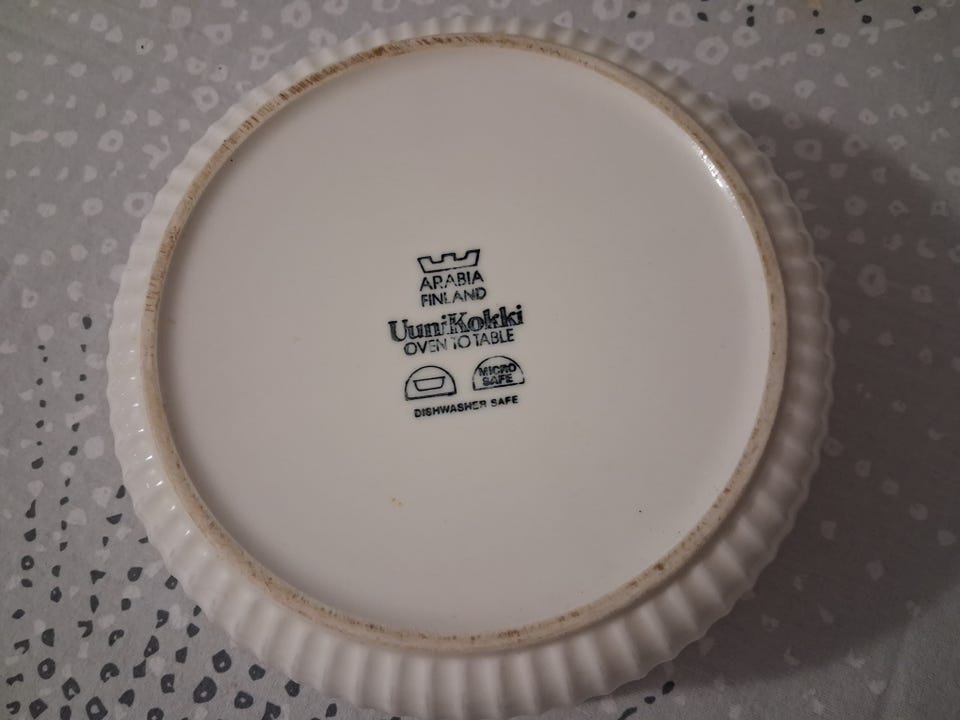 ARABIA
FINLAND
UuniKokki
OVEN TO TABLE
MICRO
SAFE
DISHWASHER SAFE